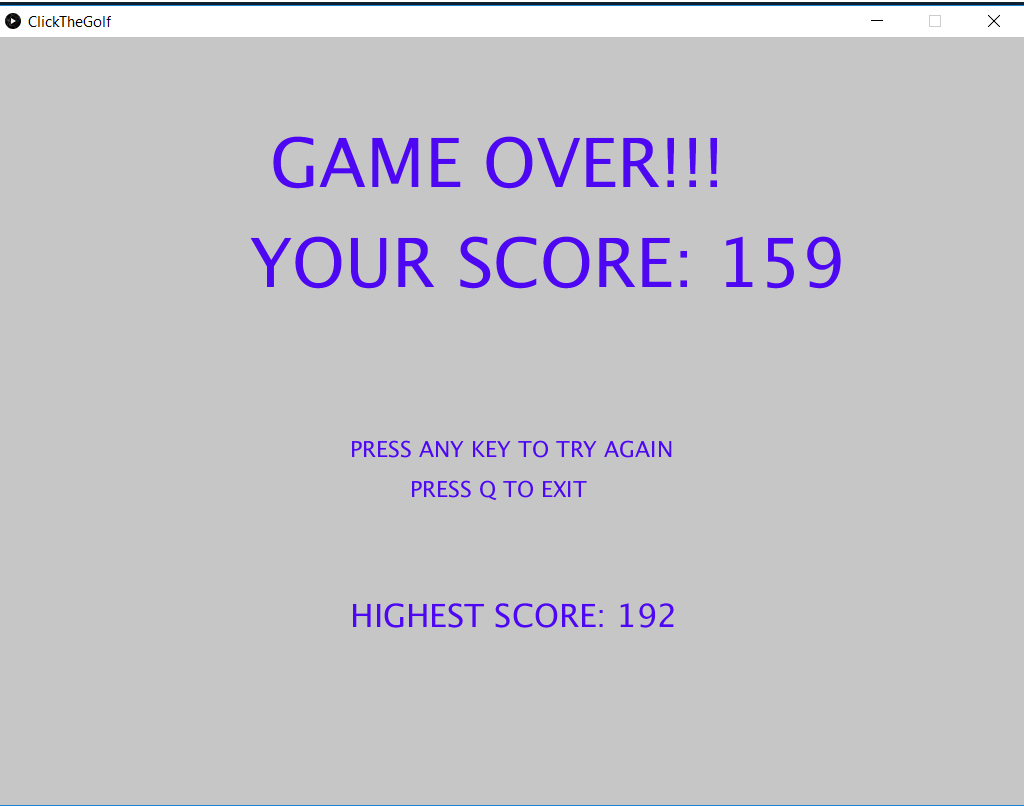 ClickTheGolf
GAME OVER!!!
YOUR SCORE: 159
PRESS ANY KEY TO TRY AGAIN
PRESS Q TO EXIT
HIGHEST SCORE: 192